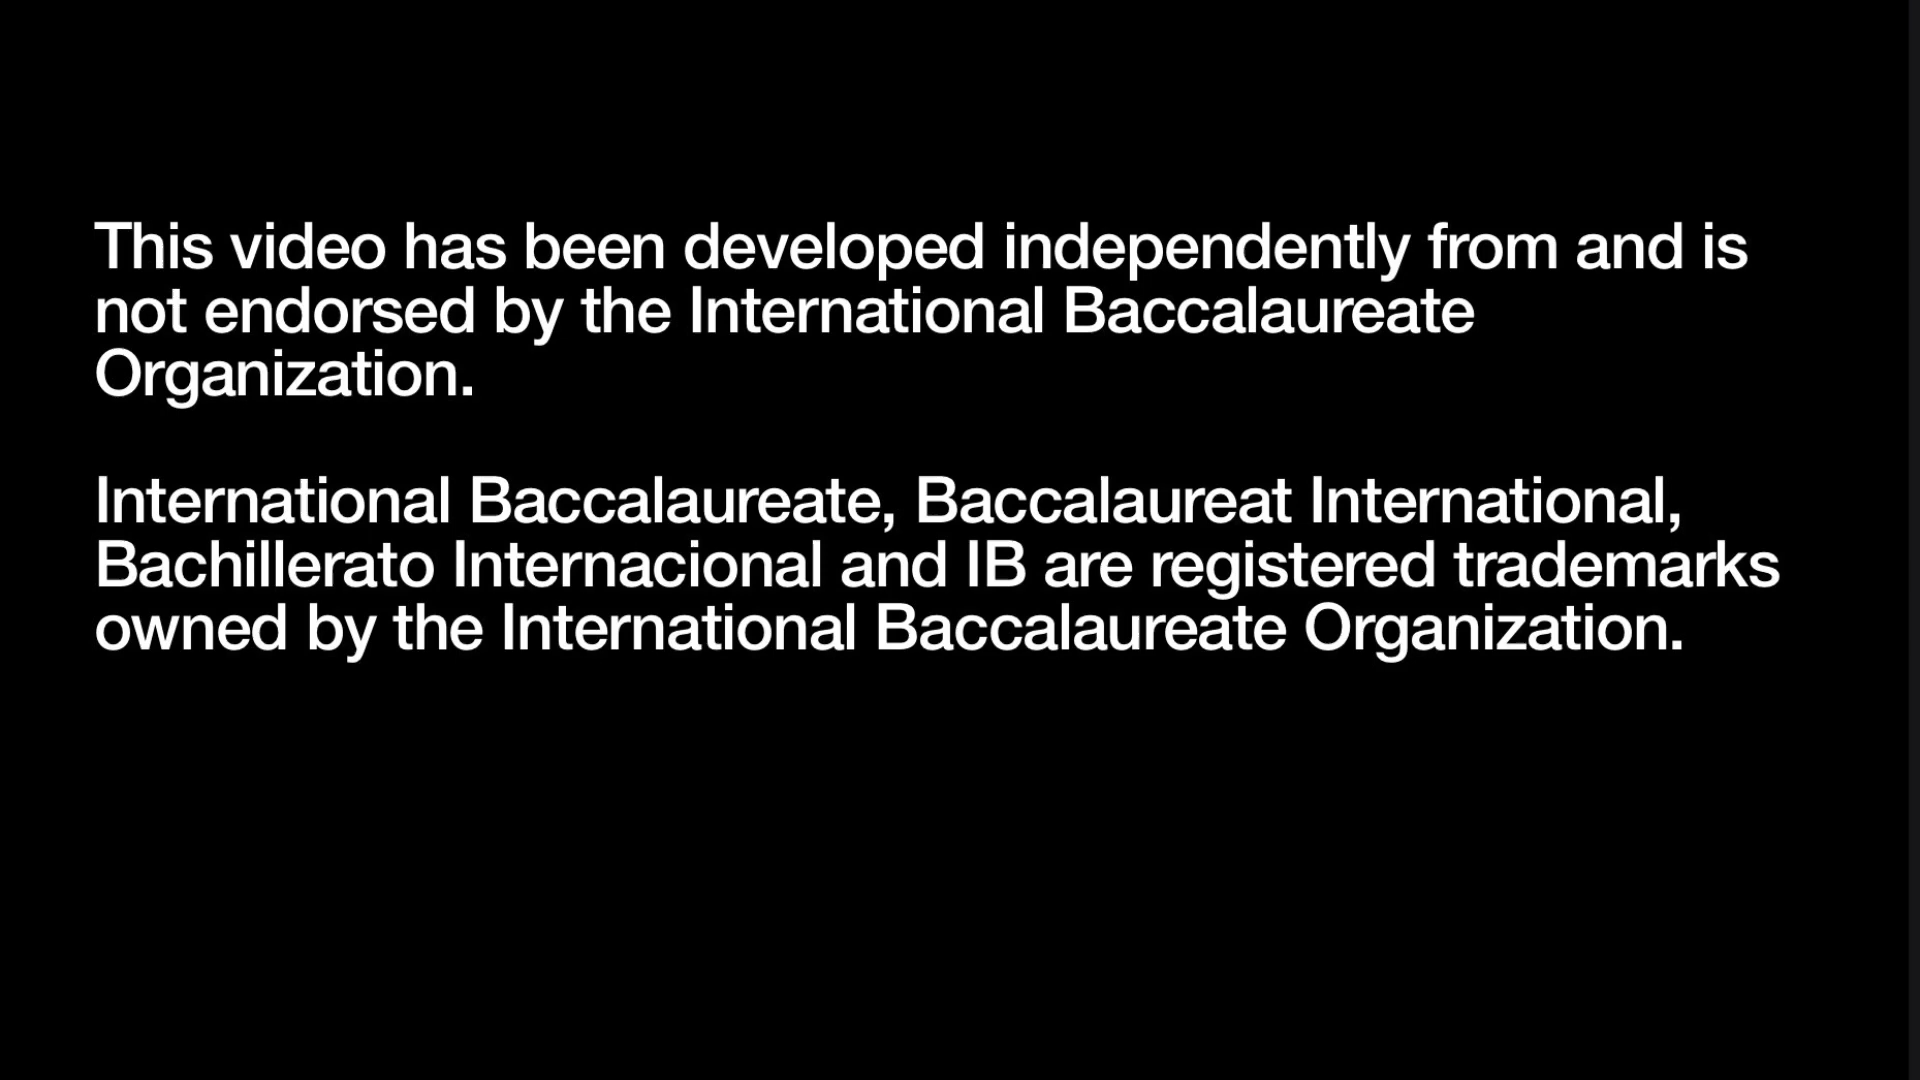 This video has been developed independently from and is
not endorsed by the International Baccalaureate
Organization.
International Baccalaureate, Baccalaureat International,
Bachillerato Internacional and IB are registered trademarks
owned by the International Baccalaureate Organization.